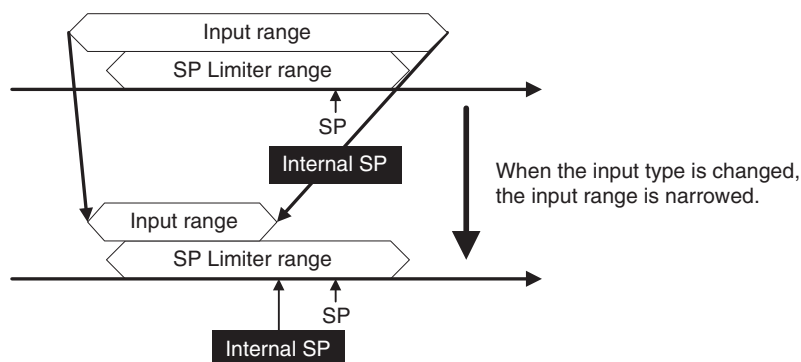 Input range
SP Limiter range
SP
Internal SP
When the input type is changed,
the input range is narrowed.
Input range
SP Limiter range
SP
Internal SP